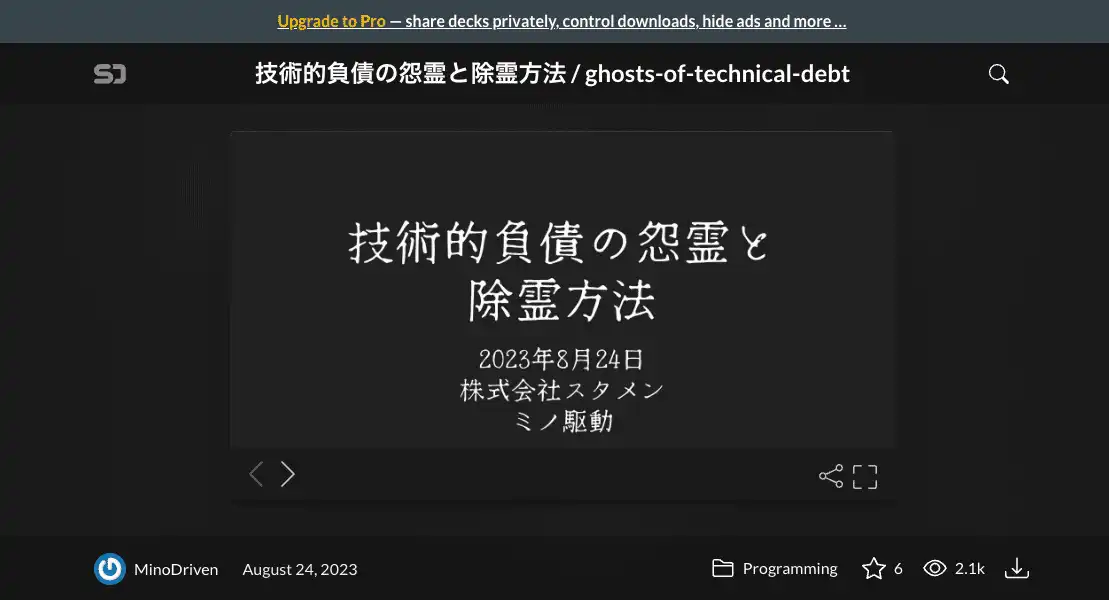 Upgrade to Pro — share decks privately, control downloads, hide ads and more …
技術的負債の怨霊と除霊方法 / ghosts-of-technical-debt
技術的負債の怨霊と
除霊方法
2023年8月24日
株式会社スタメン
ミノ駆動
MinoDriven
August 24, 2023
Programming
6
2.1k